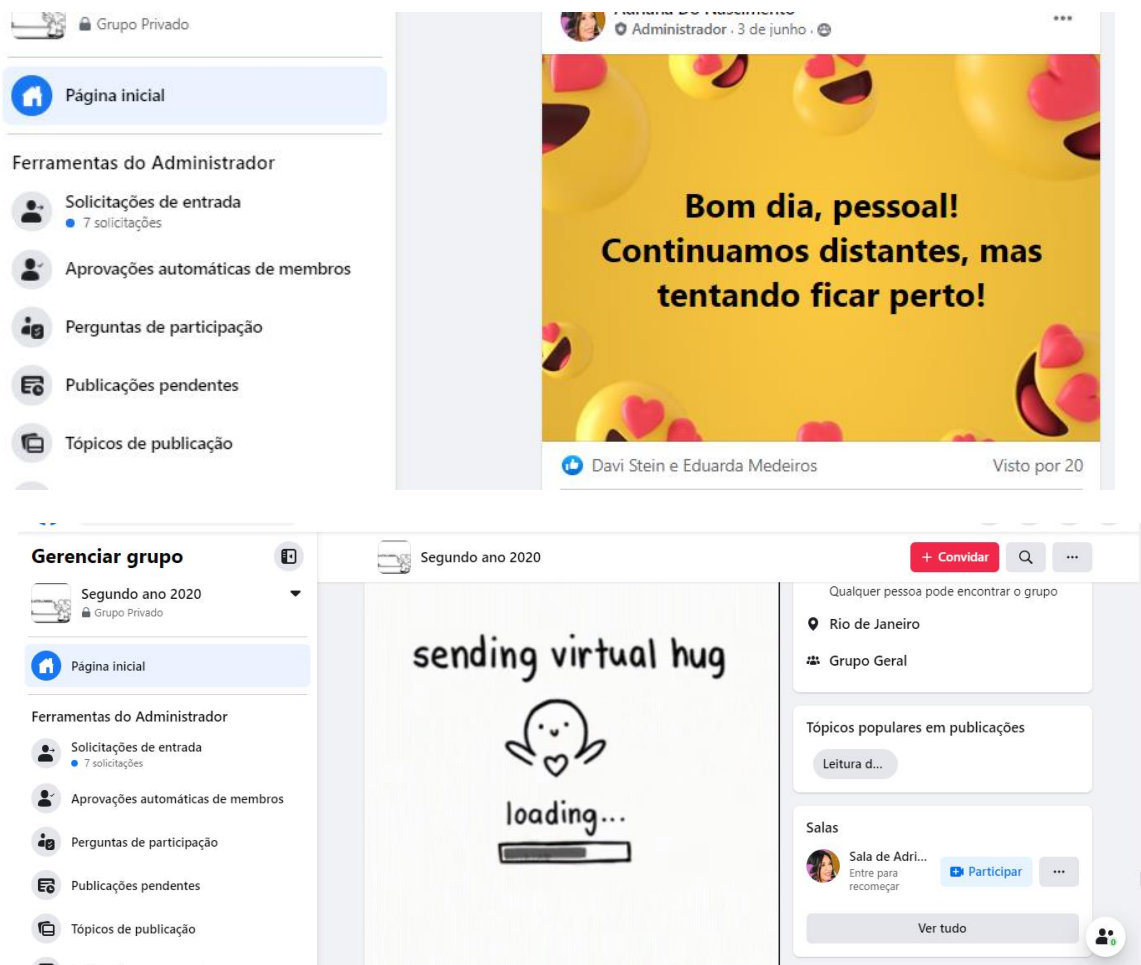 Grupo Privado
Página inicial
Ferramentas do Administrador
Solicitações de entrada
7 solicitações
Aprovações automáticas de membros
Perguntas de participação
Publicações pendentes
Tópicos de publicação
Adriana Do Nascimento
Administrador · 3 de junho ·
Bom dia, pessoal!
Continuamos distantes, mas
tentando ficar perto!
Davi Stein e Eduarda Medeiros
Visto por 20
Gerenciar grupo
Segundo ano 2020
Grupo Privado
Página inicial
Ferramentas do Administrador
Solicitações de entrada
7 solicitações
Aprovações automáticas de membros
Perguntas de participação
Publicações pendentes
Tópicos de publicação
Segundo ano 2020
+ Convidar
sending virtual hug
loading...
Qualquer pessoa pode encontrar o grupo
Rio de Janeiro
Grupo Geral
Tópicos populares em publicações
Leitura d...
Salas
Sala de Adri...
Entre para
recomeçar
Participar
Ver tudo
0